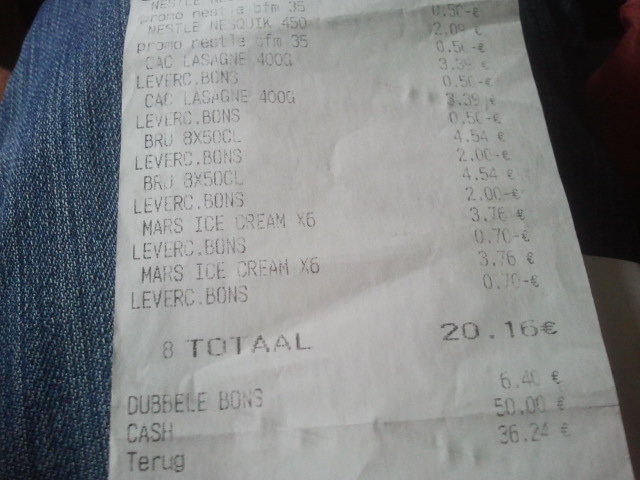 NESTLE
promo nestle cfm 35 0.50-€
NESTLE NESQUIK 450 2.09 €
promo nestle cfm 35 0.50-€
CAC LASAGNE 400G 3.39 €
LEVERC.BONS 0.50-€
CAC LASAGNE 400G 3.39 €
LEVERC.BONS 0.50-€
BRU 8X50CL 4.54 €
LEVERC.BONS 2.00-€
BRU 8X50CL 4.54 €
LEVERC.BONS 2.00-€
MARS ICE CREAM X6 3.76 €
LEVERC.BONS 0.70-€
MARS ICE CREAM X6 3.76 €
LEVERC.BONS 0.70-€
8 TOTAAL 20.16€
DUBBELE BONS 6.40 €
CASH 50.00 €
Terug 36.24 €